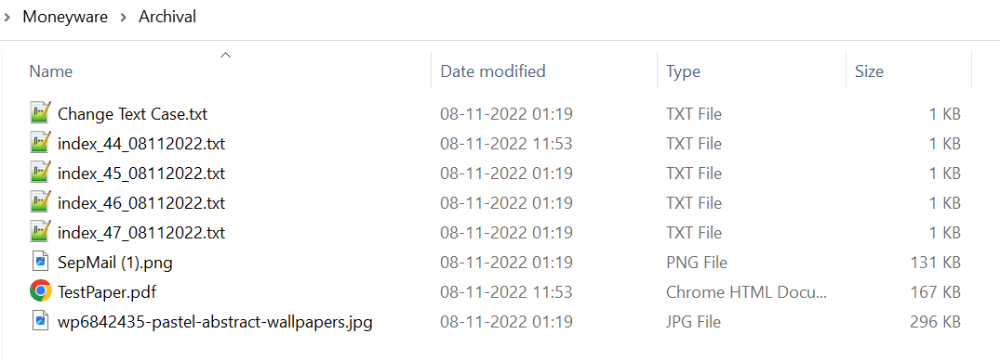 Moneyware Archival
Name Date modified Type Size
Change Text Case.txt 08-11-2022 01:19 TXT File 1 KB
index_44_08112022.txt 08-11-2022 11:53 TXT File 1 KB
index_45_08112022.txt 08-11-2022 01:19 TXT File 1 KB
index_46_08112022.txt 08-11-2022 01:19 TXT File 1 KB
index_47_08112022.txt 08-11-2022 01:19 TXT File 1 KB
SepMail (1).png 08-11-2022 01:19 PNG File 131 KB
TestPaper.pdf 08-11-2022 11:53 Chrome HTML Docu... 167 KB
wp6842435-pastel-abstract-wallpapers.jpg 08-11-2022 01:19 JPG File 296 KB